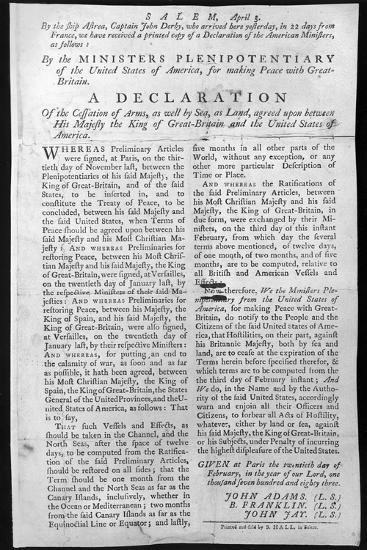 SALEM, April 3.
By the ship Astrea, Captain John Derby, who arrived here yesterday, in 22 days from
France, we have received a printed copy of a Declaration of the American Ministers,
as follows:
By the MINISTERS PLENIPOTENTIARY
of the United States of America, for making Peace with Great-
Britain.
A DECLARATION
Of the Cessation of Arms, as well by Sea, as Land, agreed upon between
His Majesty the King of Great-Britain and the United States of
America.
WHEREAS Preliminary Articles
were signed, at Paris, on the thir-
tieth day of November last, between the
Plenipotentiaries of his said Majesty, the
King of Great-Britain, and of the said
States, to be inserted in, and to
constitute the Treaty of Peace, to be
concluded, between his said Majesty and
the said United States, when Terms of
Peace should be agreed upon between
his said Majesty and his Most Christian Ma-
jesty; AND WHEREAS Preliminaries for
restoring Peace, between his Most Chris-
tian Majesty and his said Majesty, the King
of Great-Britain, were signed, at Versailles,
on the twentieth day of January last, by
the respective Ministers of their said Ma-
jesties: AND WHEREAS Preliminaries for
restoring Peace, between his Majesty, the
King of Spain, and his said Majesty, the
King of Great-Britain, were also signed,
at Versailles, on the twentieth day of
January last, by their respective Ministers:
AND WHEREAS, for putting an end to
the calamity of war, as soon and as far
as possible, it hath been agreed, between
his Most Christian Majesty, the King of
Spain, the King of Great-Britain, the States
General of the United Provinces, and the U-
nited States of America, as follows: That
is to say,
THAT such Vessels and Effects, as
should be taken in the Channel, and the
North Seas, after the space of twelve
days, to be computed from the Ratifica-
tion of the said Preliminary Articles,
should be restored on all sides; that the
Term should be one month from the
Channel and the North Seas as far as the
Canary Islands, inclusively, whether in
the Ocean or Mediterranean; two months
from the said Canary Islands as far as the
Equinoctial Line or Equator; and lastly,
five months in all other parts of the
World, without any exception, or any
other more particular Description of
Time or Place.
AND WHEREAS the Ratifications of
the said Preliminary Articles, between
his Most Christian Majesty and his said
Majesty, the King of Great-Britain, in
due form, were exchanged by their Mi-
nisters, on the third day of this instant
February, from which day the several
terms above mentioned, of twelve days,
of one month, of two months, and of five
months, are to be computed, relative to
all British and American Vessels and
Effects;
Now therefore, We the Ministers Ple-
nipotentiary from the United States of
America, for making Peace with Great-
Britain, do notify to the People and the
Citizens of the said United States of Ame-
rica, that Hostilities, on their part, against
his Britannic Majesty, both by sea and
land, are to cease at the expiration of the
Terms herein before specified therefor, &
which terms are to be computed from the
third day of February instant; And
We do, in the Name and by the Autho-
rity of the said United States, accordingly
warn and enjoin all their Officers and
Citizens, to forbear all Acts of Hostility,
whatever, either by land or sea, against
his said Majesty, the King of Great-Britain,
or his Subjects, under Penalty of incurring
the highest displeasure of the United States.
GIVEN at Paris the twentieth day of
February, in the year of our Lord, one
thousand seven hundred and eighty three.
JOHN ADAMS. (L. S.)
B. FRANKLIN. (L. S.)
JOHN JAY. (L. S.)
Printed and sold by S. HALL, in Salem.